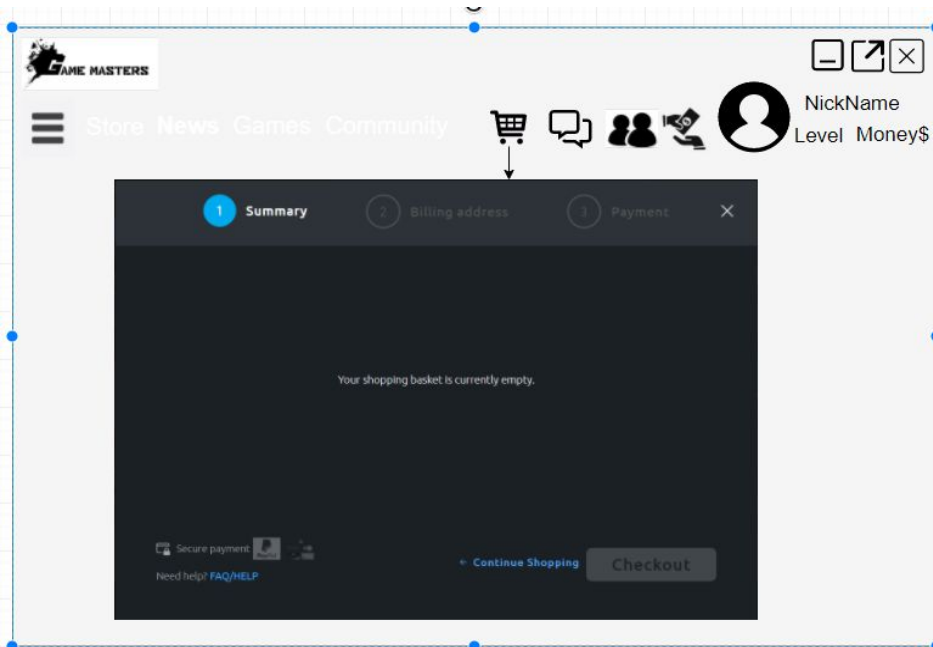 GAME MASTERS
NickName
Store News Games Community
Level Money$
1 Summary 2 Billing address 3 Payment
Your shopping basket is currently empty.
Secure payment
Continue Shopping Checkout
Need help? FAQ/HELP